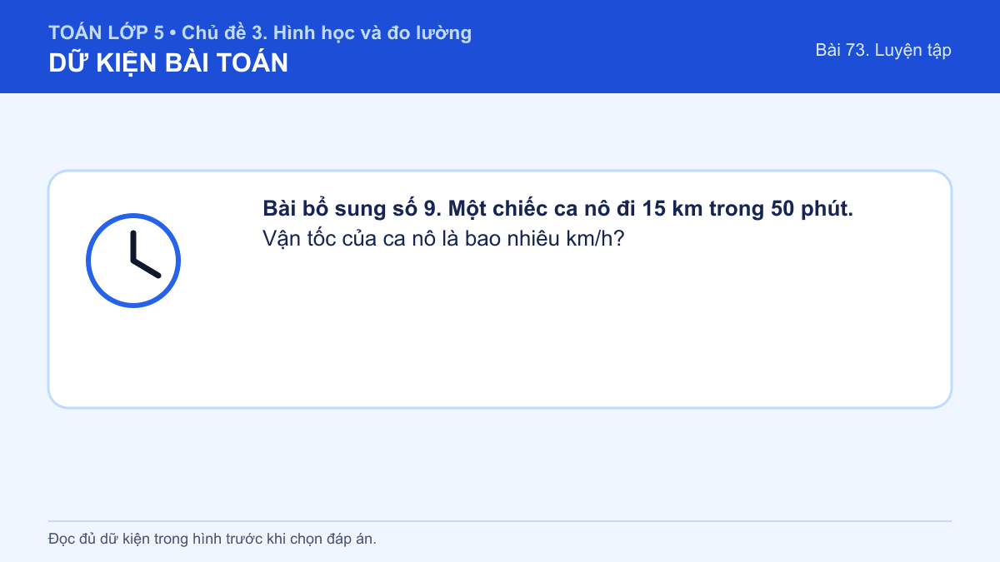 TOÁN LỚP 5 • Chủ đề 3. Hình học và đo lường
DỮ KIỆN BÀI TOÁN
Bài 73. Luyện tập
Bài bổ sung số 9. Một chiếc ca nô đi 15 km trong 50 phút.
Vận tốc của ca nô là bao nhiêu km/h?
Đọc đủ dữ kiện trong hình trước khi chọn đáp án.